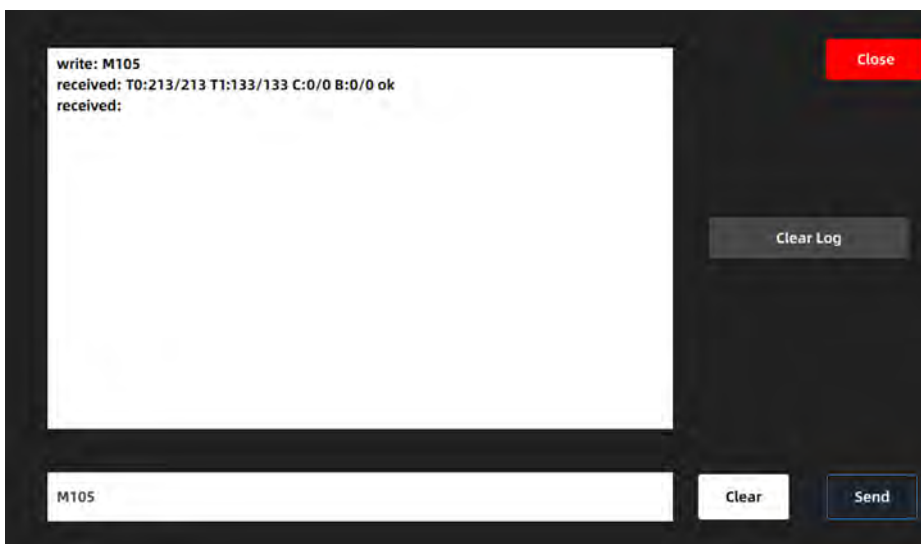 write: M105
received: T0:213/213 T1:133/133 C:0/0 B:0/0 ok
received:
Close
Clear Log
M105
Clear
Send